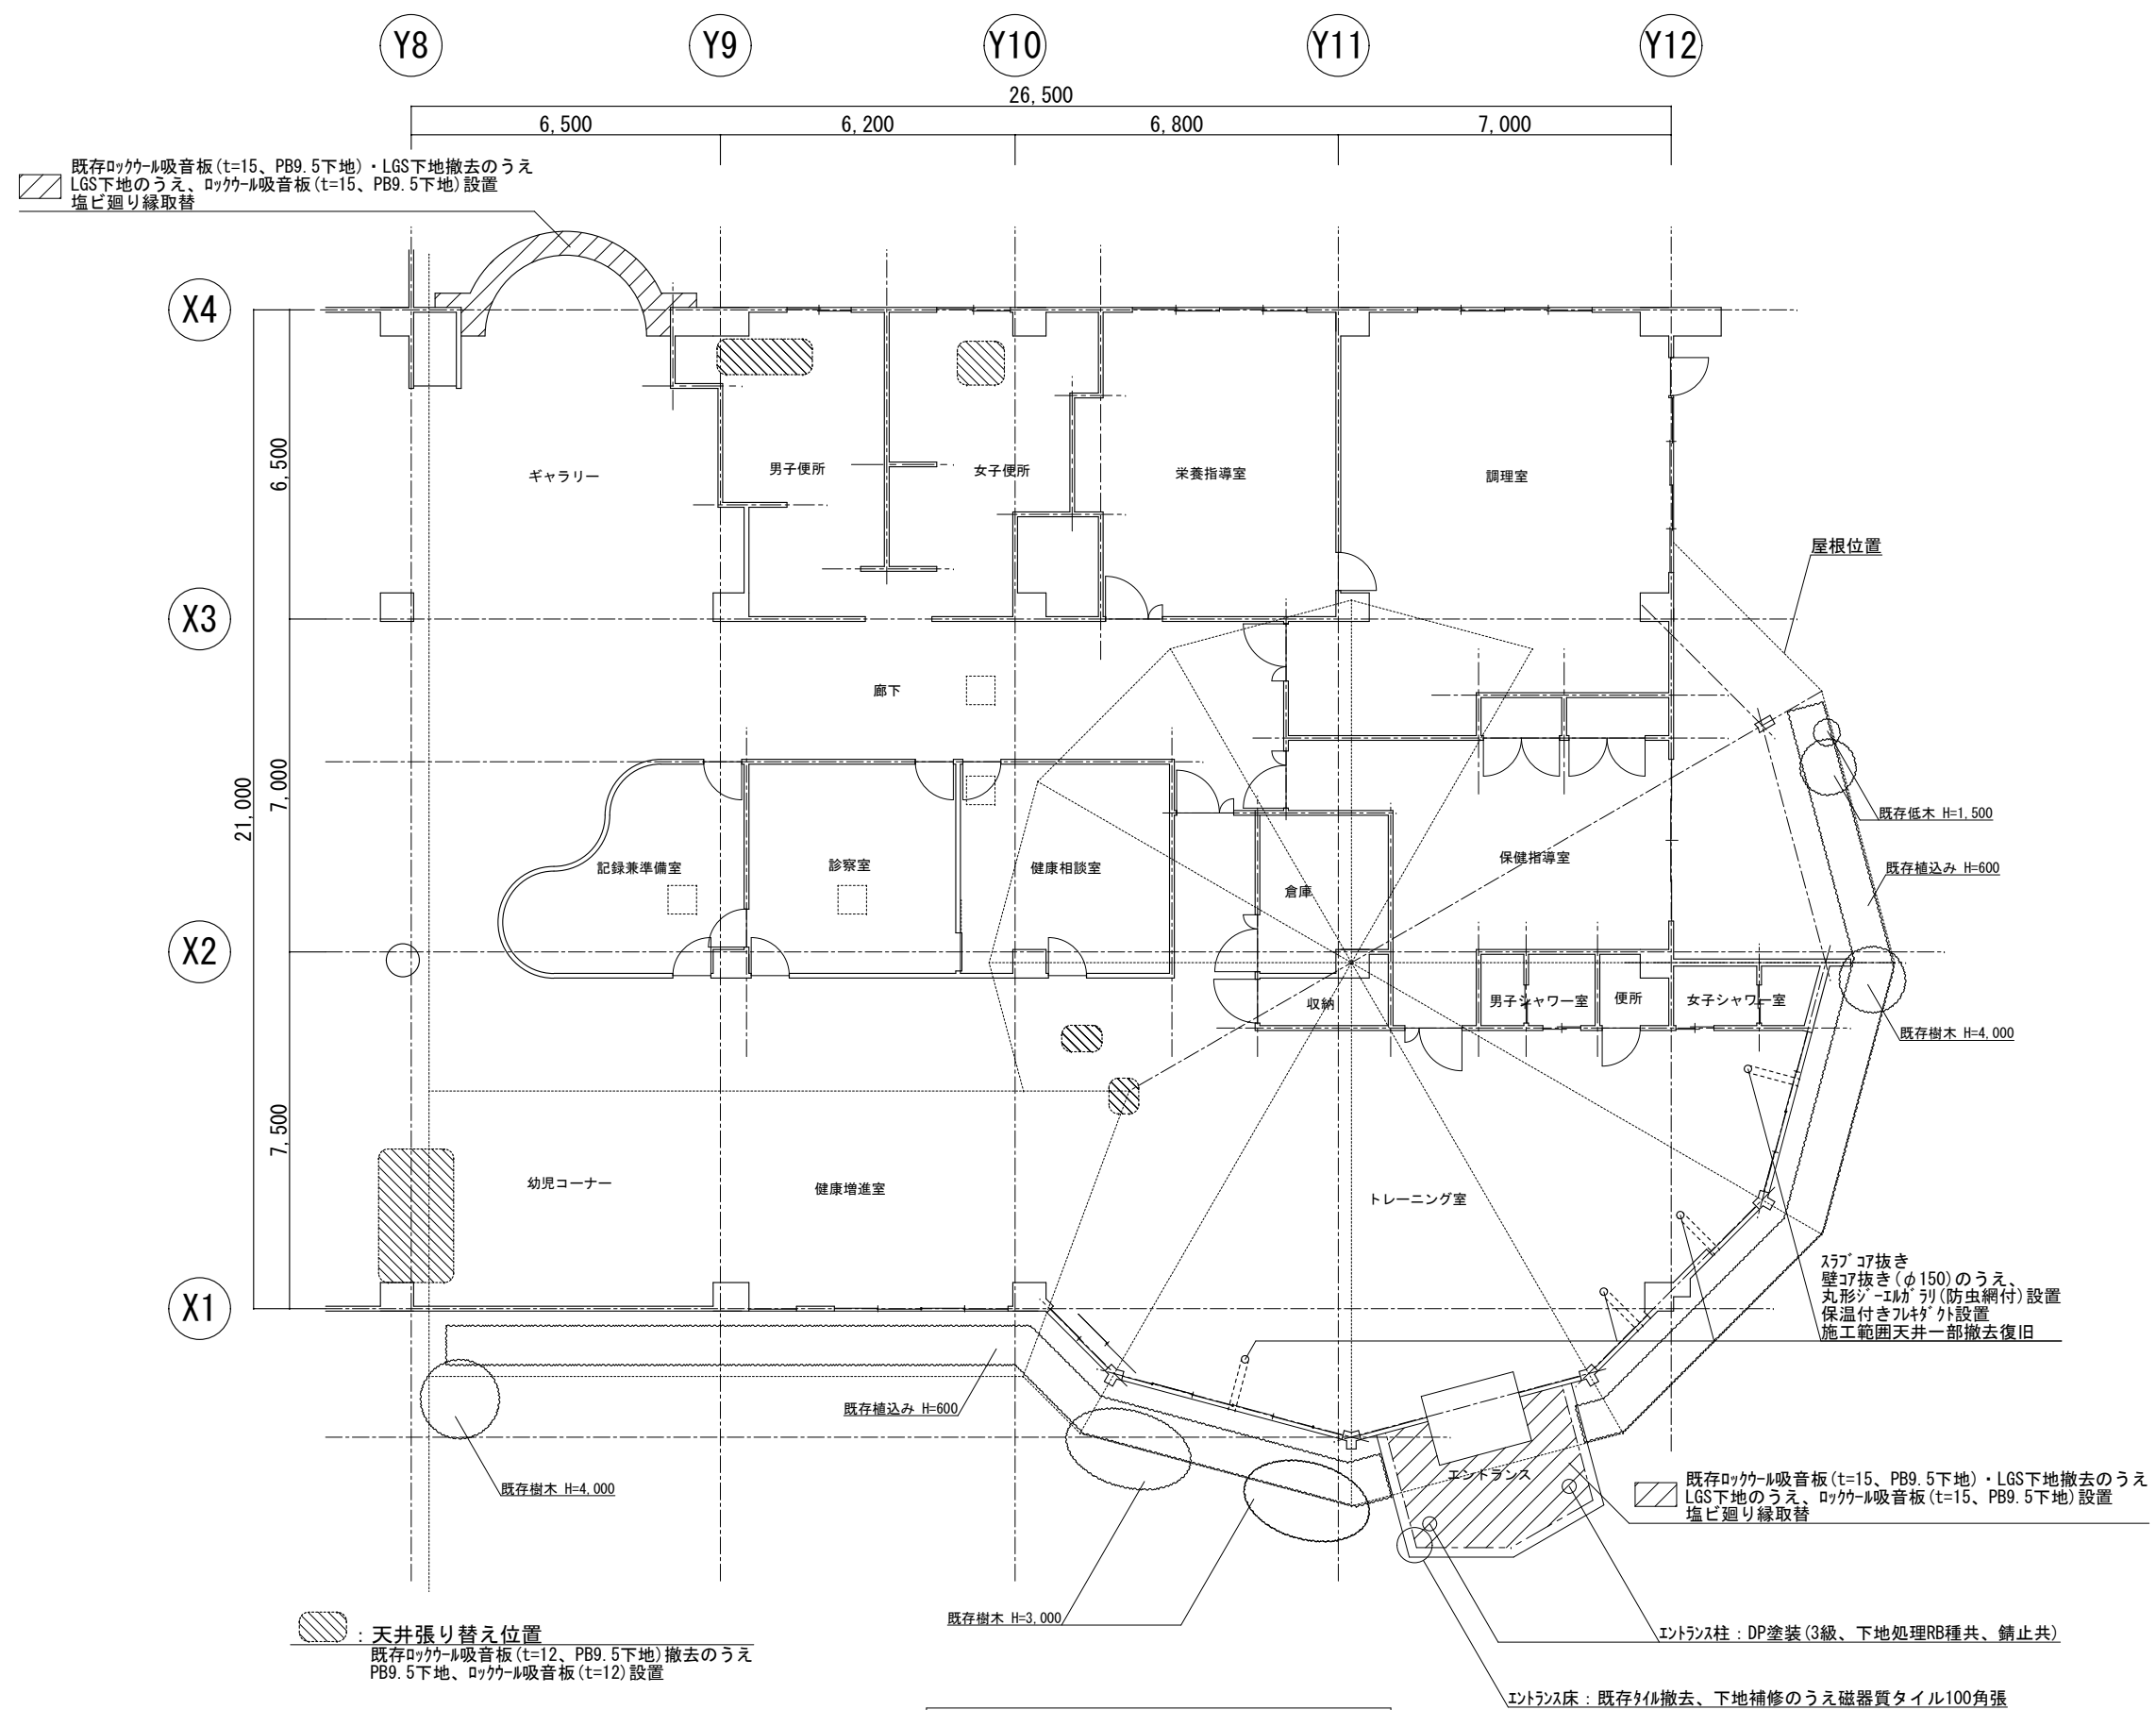 Y8
Y9
Y10
Y11
Y12
26,500
6,500
6,200
6,800
7,000
既存ロックウール吸音板(t=15、PB9.5下地)・LGS下地撤去のうえ
LGS下地のうえ、ロックウール吸音板(t=15、PB9.5下地)設置
塩ビ廻り縁取替
X4
X3
X2
X1
21,000
6,500
7,000
7,500
ギャラリー
男子便所
女子便所
栄養指導室
調理室
屋根位置
廊下
既存低木 H=1,500
既存植込み H=600
記録兼準備室
診察室
健康相談室
倉庫
保健指導室
収納
男子シャワー室
便所
女子シャワー室
既存樹木 H=4,000
幼児コーナー
健康増進室
トレーニング室
スラブコア抜き
壁コア抜き(φ150)のうえ、
丸形ジーエルガラリ(防虫網付)設置
保温付きフレキダクト設置
施工範囲天井一部撤去復旧
既存植込み H=600
既存樹木 H=4,000
エントランス
既存ロックウール吸音板(t=15、PB9.5下地)・LGS下地撤去のうえ
LGS下地のうえ、ロックウール吸音板(t=15、PB9.5下地)設置
塩ビ廻り縁取替
既存樹木 H=3,000
：天井張り替え位置
既存ロックウール吸音板(t=12、PB9.5下地)撤去のうえ
PB9.5下地、ロックウール吸音板(t=12)設置
エントランス柱：DP塗装(3級、下地処理RB種共、錆止共)
エントランス床：既存タイル撤去、下地補修のうえ磁器質タイル100角張